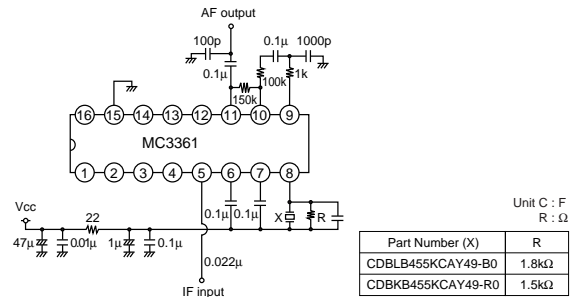 AF output
100p
0.1μ
1000p
0.1μ
100k
1k
150k
16 15 14 13 12 11 10 9
MC3361
1 2 3 4 5 6 7 8
Vcc
22
0.1μ 0.1μ
X
R
47μ
0.01μ
1μ
0.1μ
0.022μ
IF input
Unit C : F
R : Ω
Part Number (X) R
CDBLB455KCAY49-B0 1.8kΩ
CDBKB455KCAY49-R0 1.5kΩ